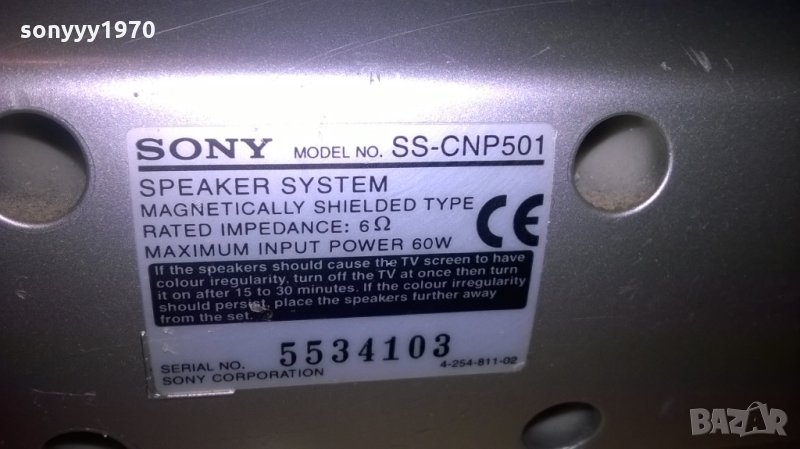 sonyyy1970
SONY MODEL NO. SS-CNP501
SPEAKER SYSTEM
MAGNETICALLY SHIELDED TYPE
RATED IMPEDANCE: 6Ω
MAXIMUM INPUT POWER 60W
CE
If the speakers should cause the TV screen to have
colour irregularity, turn off the TV at once then turn
it on after 15 to 30 minutes. If the colour irregularity
should persist, place the speakers further away
from the set.
SERIAL NO. 5534103
SONY CORPORATION 4-254-811-02
BAZAR